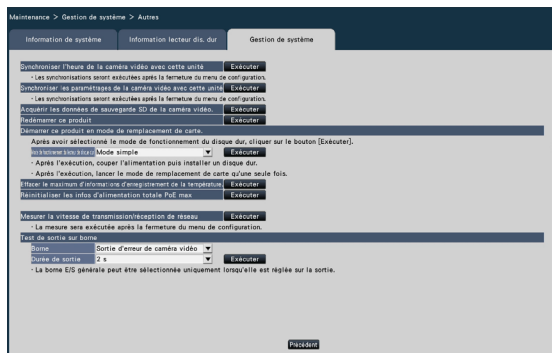 Maintenance > Gestion de système > Autres
Information de système Information lecteur dis. dur Gestion de système
Synchroniser l'heure de la caméra vidéo avec cette unité Exécuter
· Les synchronisations seront exécutées après la fermeture du menu de configuration.
Synchroniser les paramétrages de la caméra vidéo avec cette unité Exécuter
· Les synchronisations seront exécutées après la fermeture du menu de configuration.
Acquérir les données de sauvegarde SD de la caméra vidéo. Exécuter
Redémarrer ce produit Exécuter
Démarrer ce produit en mode de remplacement de carte.
Après avoir sélectionné le mode de fonctionnement du disque dur, cliquer sur le bouton [Exécuter].
Mode simple Exécuter
· Après l'exécution, couper l'alimentation puis installer un disque dur.
· Après l'exécution, lancer le mode de remplacement de carte qu'une seule fois.
Effacer le maximum d'informations d'enregistrement de la température. Exécuter
Réinitialiser les infos d'alimentation totale PoE max Exécuter
Mesurer la vitesse de transmission/réception de réseau Exécuter
· La mesure sera exécutée après la fermeture du menu de configuration.
Test de sortie sur borne
Borne Sortie d'erreur de caméra vidéo
Durée de sortie 2 s Exécuter
· La borne E/S générale peut être sélectionnée uniquement lorsqu'elle est réglée sur la sortie.
Précédent